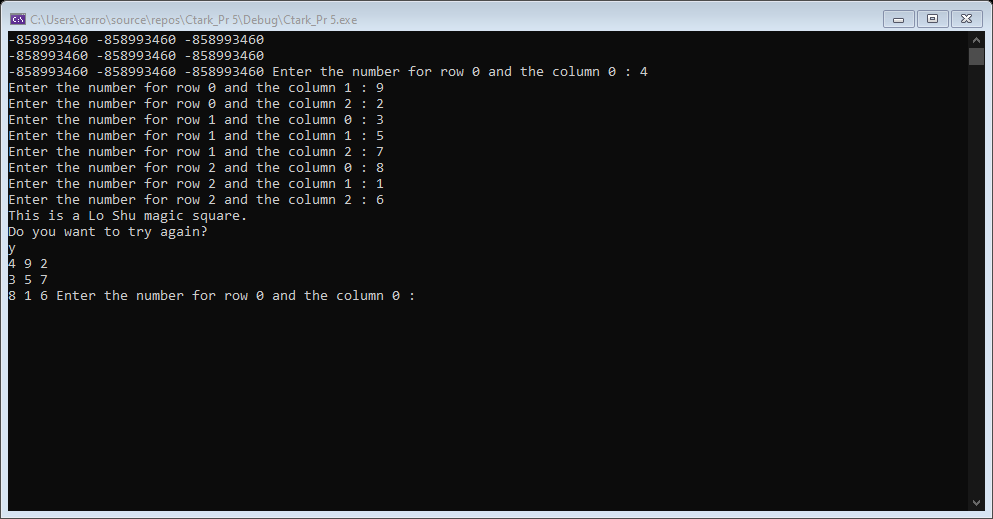 C:\Users\carro\source\repos\Ctark_Pr 5\Debug\Ctark_Pr 5.exe
-858993460 -858993460 -858993460
-858993460 -858993460 -858993460
-858993460 -858993460 -858993460 Enter the number for row 0 and the column 0 : 4
Enter the number for row 0 and the column 1 : 9
Enter the number for row 0 and the column 2 : 2
Enter the number for row 1 and the column 0 : 3
Enter the number for row 1 and the column 1 : 5
Enter the number for row 1 and the column 2 : 7
Enter the number for row 2 and the column 0 : 8
Enter the number for row 2 and the column 1 : 1
Enter the number for row 2 and the column 2 : 6
This is a Lo Shu magic square.
Do you want to try again?
y
4 9 2
3 5 7
8 1 6 Enter the number for row 0 and the column 0 :